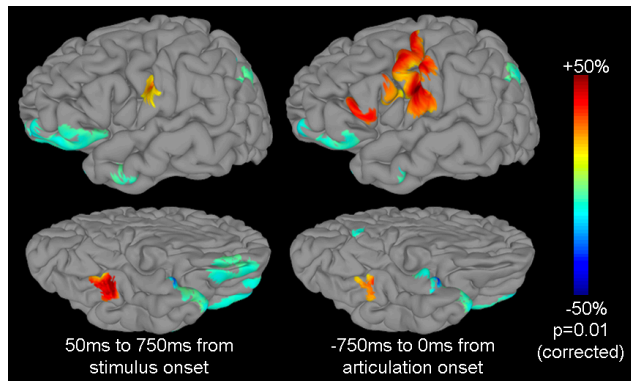 +50%
-50%
p=0.01
(corrected)
50ms to 750ms from
stimulus onset
-750ms to 0ms from
articulation onset